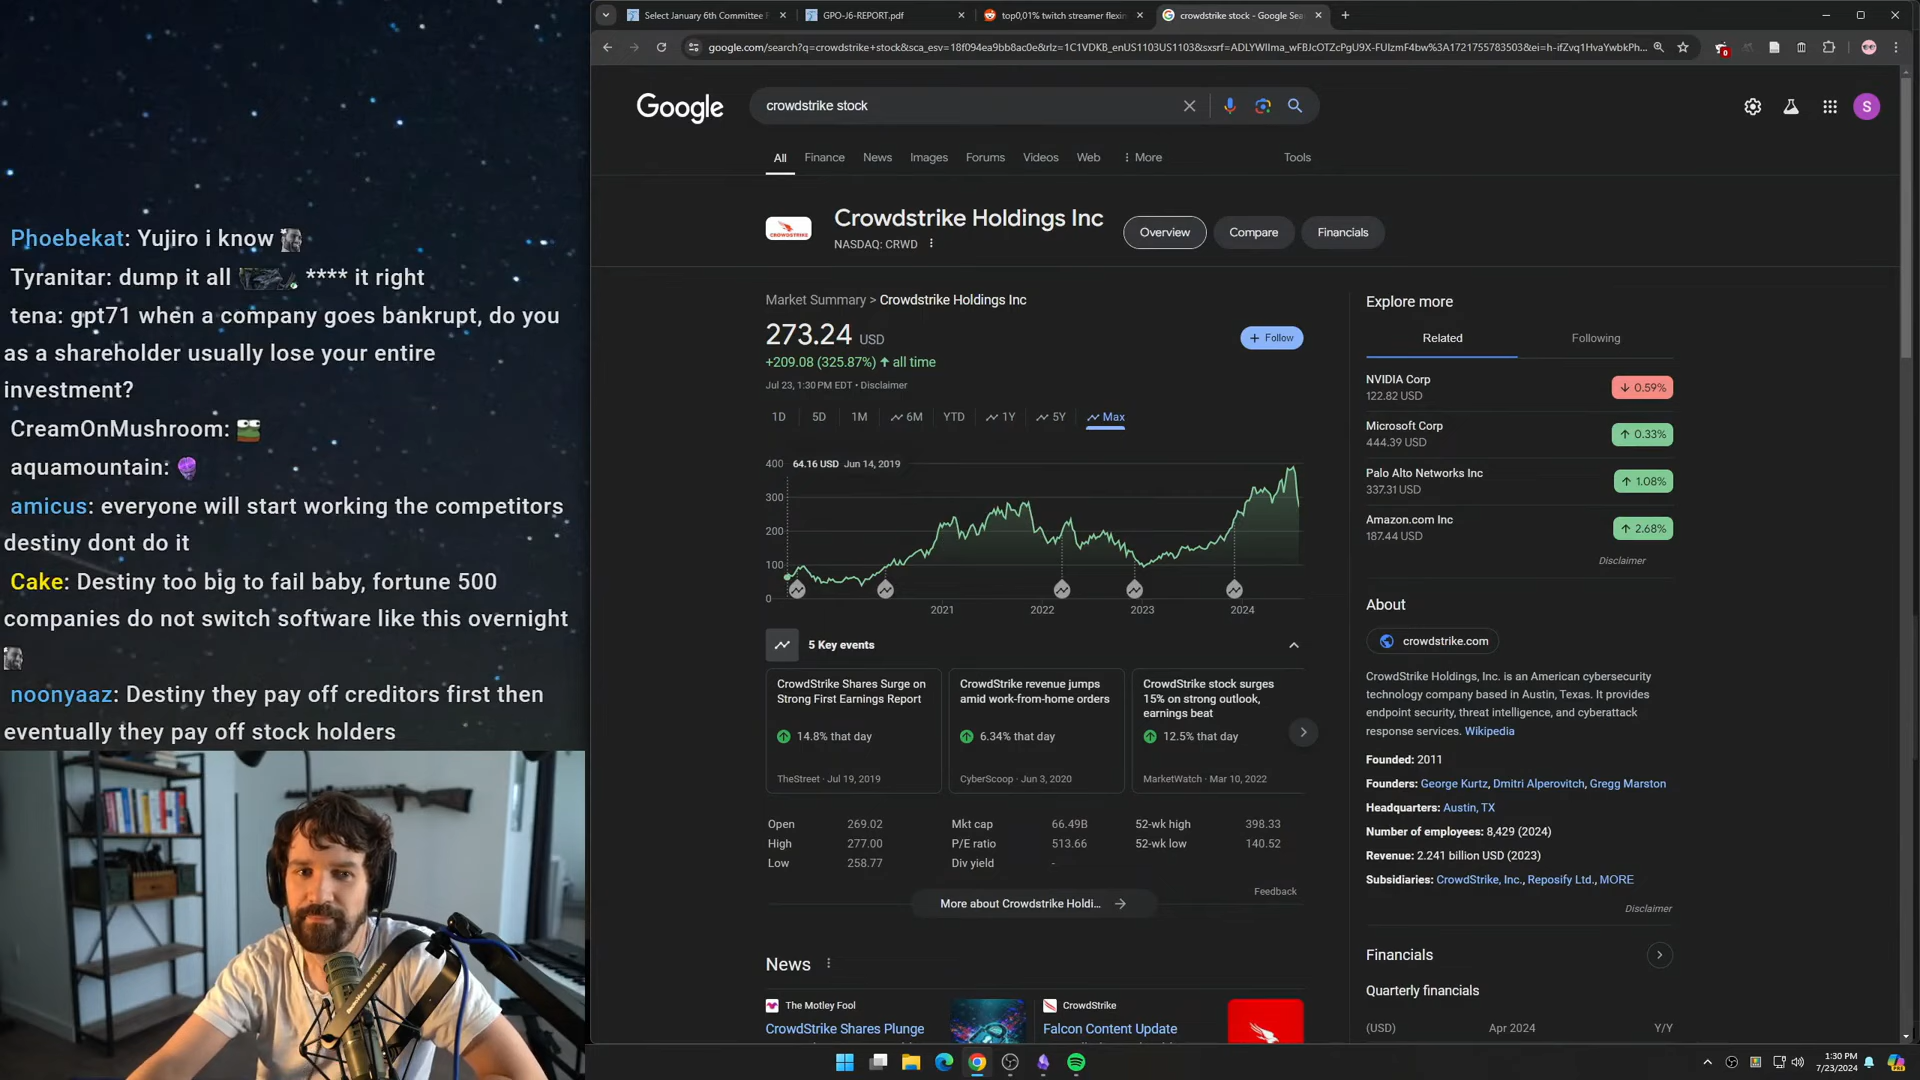 Select January 6th Committee F
GPO-J6-REPORT.pdf
top0,01% twitch streamer flexin
crowdstrike stock - Google Sea
google.com/search?q=crowdstrike+stock&sca_esv=18f094ea9bb8ac0e&rlz=1C1VDKB_enUS1103US1103&sxsrf=ADLYWIIma_wFBJcOTZcPgU9X-FUIzmF4bw%3A1721755783503&ei=h-ifZvq1HvaYwbkPh...
Google
crowdstrike stock
S
All
Finance
News
Images
Forums
Videos
Web
More
Tools
CROWDSTRIKE
Crowdstrike Holdings Inc
NASDAQ: CRWD
Overview
Compare
Financials
Phoebekat: Yujiro i know
Tyranitar: dump it all **** it right
tena: gpt71 when a company goes bankrupt, do you
as a shareholder usually lose your entire
investment?
CreamOnMushroom:
aquamountain:
amicus: everyone will start working the competitors
destiny dont do it
Cake: Destiny too big to fail baby, fortune 500
companies do not switch software like this overnight
noonyaaz: Destiny they pay off creditors first then
eventually they pay off stock holders
Market Summary > Crowdstrike Holdings Inc
273.24 USD
+ Follow
+209.08 (325.87%) ↑ all time
Jul 23, 1:30 PM EDT • Disclaimer
1D
5D
1M
6M
YTD
1Y
5Y
Max
64.16 USD Jun 14, 2019
400
300
200
100
0
2021
2022
2023
2024
5 Key events
CrowdStrike Shares Surge on
Strong First Earnings Report
14.8% that day
TheStreet · Jul 19, 2019
CrowdStrike revenue jumps
amid work-from-home orders
6.34% that day
CyberScoop · Jun 3, 2020
CrowdStrike stock surges
15% on strong outlook,
earnings beat
12.5% that day
MarketWatch · Mar 10, 2022
Open 269.02
High 277.00
Low 258.77
Mkt cap 66.49B
P/E ratio 513.66
Div yield -
52-wk high 398.33
52-wk low 140.52
Feedback
More about Crowdstrike Holdi... →
News
The Motley Fool
CrowdStrike Shares Plunge
CrowdStrike
Falcon Content Update
Explore more
Related
Following
NVIDIA Corp
122.82 USD
↓ 0.59%
Microsoft Corp
444.39 USD
↑ 0.33%
Palo Alto Networks Inc
337.31 USD
↑ 1.08%
Amazon.com Inc
187.44 USD
↑ 2.68%
Disclaimer
About
crowdstrike.com
CrowdStrike Holdings, Inc. is an American cybersecurity
technology company based in Austin, Texas. It provides
endpoint security, threat intelligence, and cyberattack
response services. Wikipedia
Founded: 2011
Founders: George Kurtz, Dmitri Alperovitch, Gregg Marston
Headquarters: Austin, TX
Number of employees: 8,429 (2024)
Revenue: 2.241 billion USD (2023)
Subsidiaries: CrowdStrike, Inc., Reposify Ltd., MORE
Disclaimer
Financials
Quarterly financials
(USD)
Apr 2024
Y/Y
1:30 PM
7/23/2024